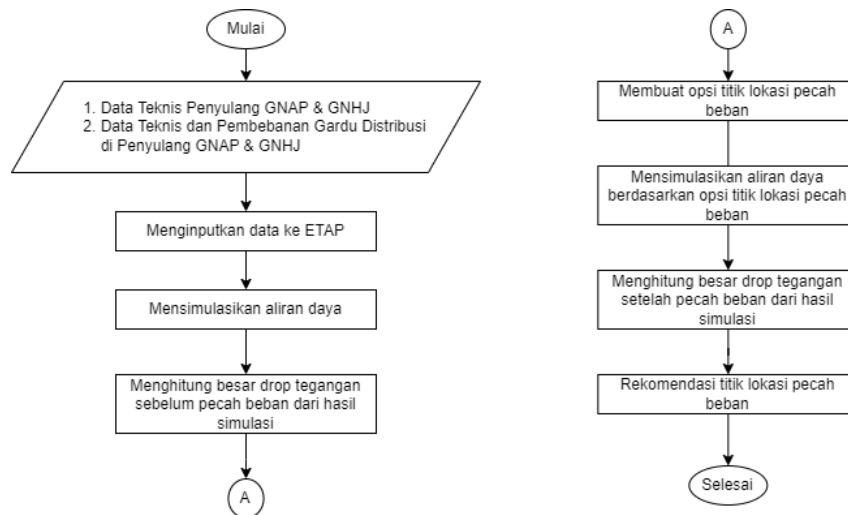 Mulai
1. Data Teknis Penyulang GNAP & GNHJ
2. Data Teknis dan Pembebanan Gardu Distribusi
di Penyulang GNAP & GNHJ
Menginputkan data ke ETAP
Mensimulasikan aliran daya
Menghitung besar drop tegangan
sebelum pecah beban dari hasil
simulasi
A
A
Membuat opsi titik lokasi pecah
beban
Mensimulasikan aliran daya
berdasarkan opsi titik lokasi pecah
beban
Menghitung besar drop tegangan
setelah pecah beban dari hasil
simulasi
Rekomendasi titik lokasi pecah
beban
Selesai